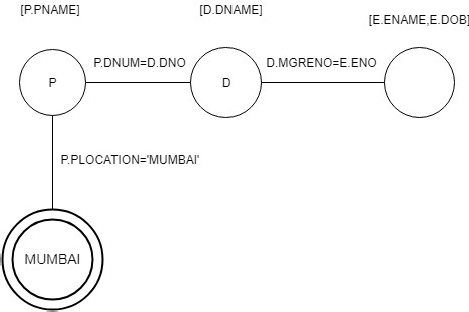 [P.PNAME]
[D.DNAME]
[E.ENAME,E.DOB]
P.DNUM=D.DNO
D.MGRENO=E.ENO
P
D
P.PLOCATION='MUMBAI'
MUMBAI